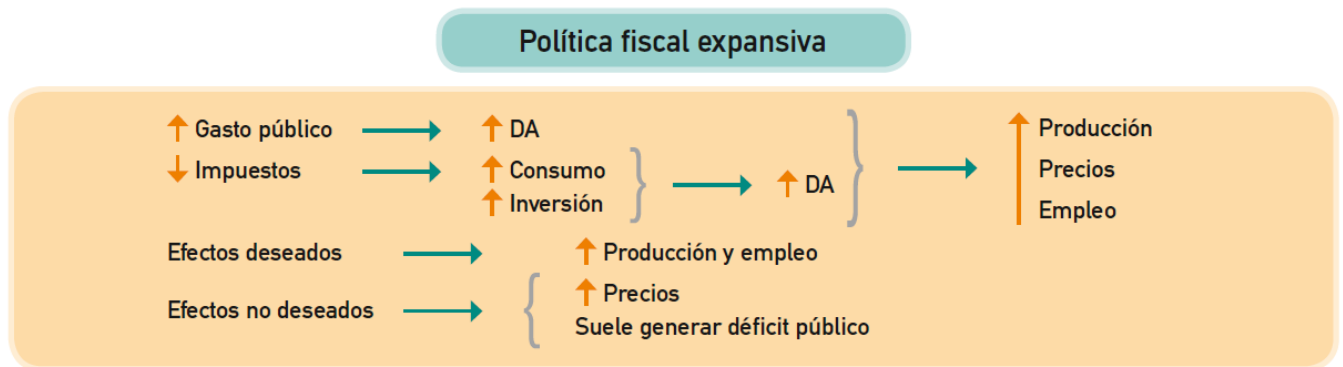 Política fiscal expansiva
Gasto público DA
Impuestos Consumo
Inversión
DA
Producción
Precios
Empleo
Efectos deseados Producción y empleo
Efectos no deseados Precios
Suele generar déficit público